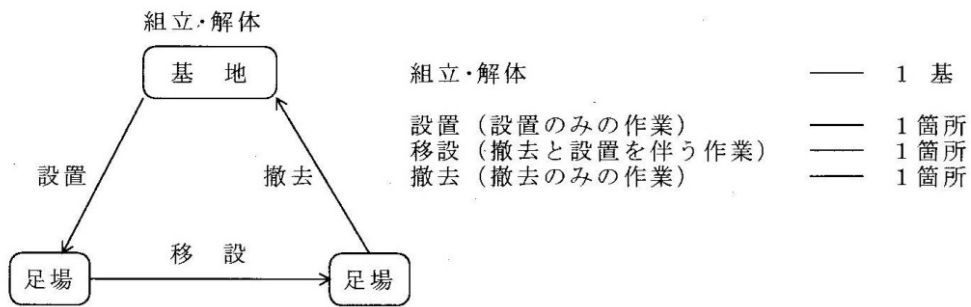 組立・解体
基 地
設置
撤去
移 設
足場
足場
組立・解体 ―― 1 基
設置（設置のみの作業） ―― 1箇所
移設（撤去と設置を伴う作業） ―― 1箇所
撤去（撤去のみの作業） ―― 1箇所